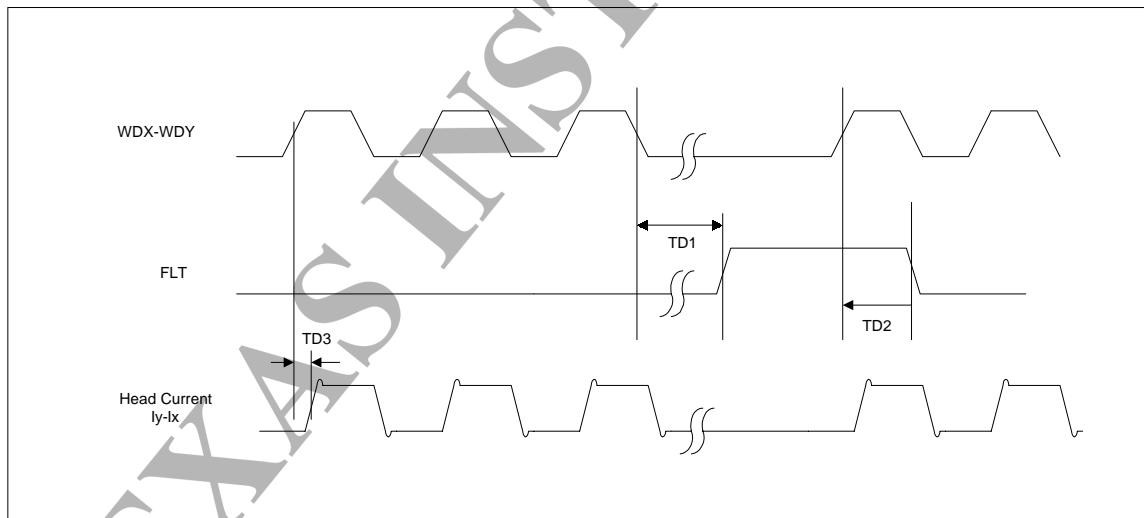 TEXAS INST
WDX-WDY
TD1
FLT
TD2
TD3
Head Current
Iy-Ix